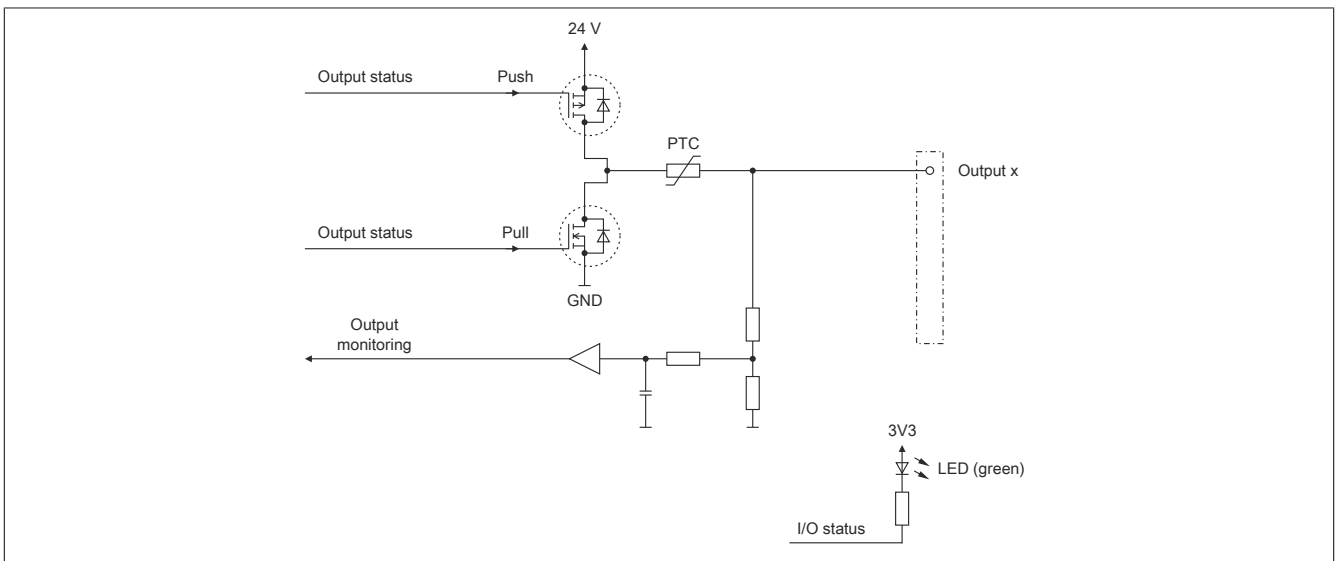 24 V
Output status
Push
PTC
Output x
Output status
Pull
GND
Output
monitoring
3V3
LED (green)
I/O status